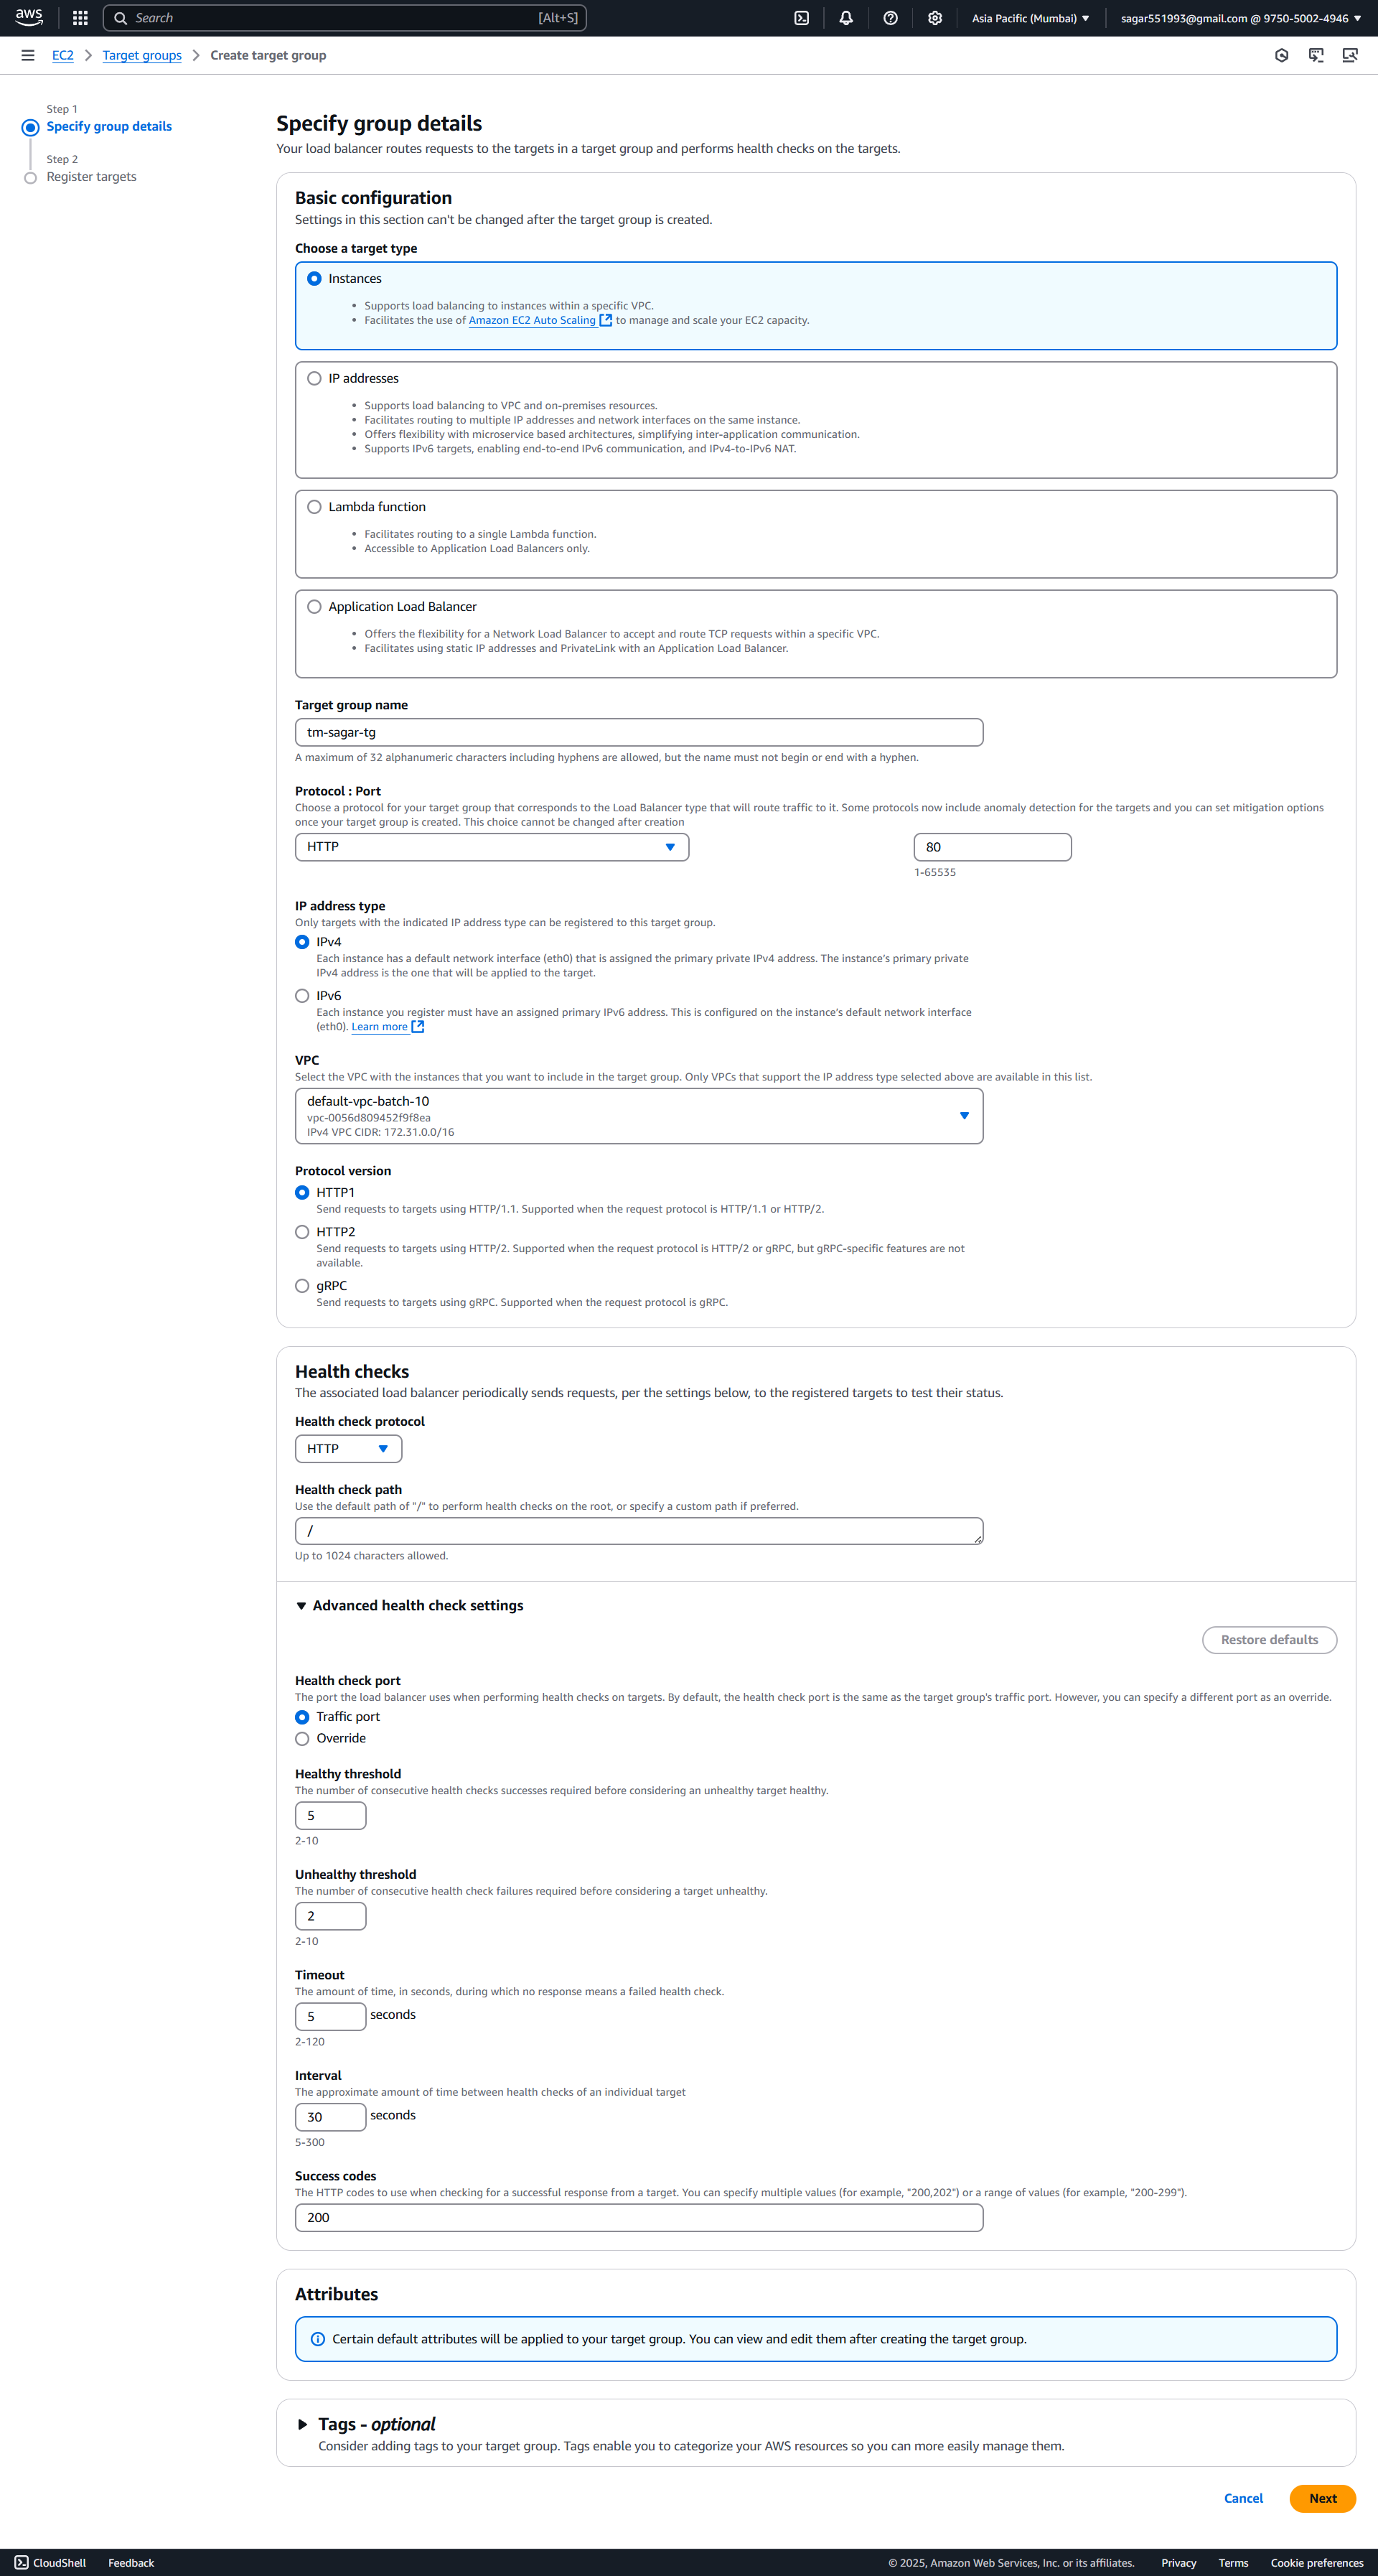 aws
Search
[Alt+S]
Asia Pacific (Mumbai)
sagar551993@gmail.com @ 9750-5002-4946
EC2
Target groups
Create target group
Step 1
Specify group details
Step 2
Register targets
Specify group details
Your load balancer routes requests to the targets in a target group and performs health checks on the targets.
Basic configuration
Settings in this section can't be changed after the target group is created.
Choose a target type
Instances
• Supports load balancing to instances within a specific VPC.
• Facilitates the use of Amazon EC2 Auto Scaling to manage and scale your EC2 capacity.
IP addresses
• Supports load balancing to VPC and on-premises resources.
• Facilitates routing to multiple IP addresses and network interfaces on the same instance.
• Offers flexibility with microservice based architectures, simplifying inter-application communication.
• Supports IPv6 targets, enabling end-to-end IPv6 communication, and IPv4-to-IPv6 NAT.
Lambda function
• Facilitates routing to a single Lambda function.
• Accessible to Application Load Balancers only.
Application Load Balancer
• Offers the flexibility for a Network Load Balancer to accept and route TCP requests within a specific VPC.
• Facilitates using static IP addresses and PrivateLink with an Application Load Balancer.
Target group name
tm-sagar-tg
A maximum of 32 alphanumeric characters including hyphens are allowed, but the name must not begin or end with a hyphen.
Protocol : Port
Choose a protocol for your target group that corresponds to the Load Balancer type that will route traffic to it. Some protocols now include anomaly detection for the targets and you can set mitigation options
once your target group is created. This choice cannot be changed after creation
HTTP
80
1-65535
IP address type
Only targets with the indicated IP address type can be registered to this target group.
IPv4
Each instance has a default network interface (eth0) that is assigned the primary private IPv4 address. The instance's primary private
IPv4 address is the one that will be applied to the target.
IPv6
Each instance you register must have an assigned primary IPv6 address. This is configured on the instance's default network interface
(eth0). Learn more
VPC
Select the VPC with the instances that you want to include in the target group. Only VPCs that support the IP address type selected above are available in this list.
default-vpc-batch-10
vpc-0056d809452f9f8ea
IPv4 VPC CIDR: 172.31.0.0/16
Protocol version
HTTP1
Send requests to targets using HTTP/1.1. Supported when the request protocol is HTTP/1.1 or HTTP/2.
HTTP2
Send requests to targets using HTTP/2. Supported when the request protocol is HTTP/2 or gRPC, but gRPC-specific features are not
available.
gRPC
Send requests to targets using gRPC. Supported when the request protocol is gRPC.
Health checks
The associated load balancer periodically sends requests, per the settings below, to the registered targets to test their status.
Health check protocol
HTTP
Health check path
Use the default path of "/" to perform health checks on the root, or specify a custom path if preferred.
/
Up to 1024 characters allowed.
Advanced health check settings
Restore defaults
Health check port
The port the load balancer uses when performing health checks on targets. By default, the health check port is the same as the target group's traffic port. However, you can specify a different port as an override.
Traffic port
Override
Healthy threshold
The number of consecutive health checks successes required before considering an unhealthy target healthy.
5
2-10
Unhealthy threshold
The number of consecutive health check failures required before considering a target unhealthy.
2
2-10
Timeout
The amount of time, in seconds, during which no response means a failed health check.
5 seconds
2-120
Interval
The approximate amount of time between health checks of an individual target
30 seconds
5-300
Success codes
The HTTP codes to use when checking for a successful response from a target. You can specify multiple values (for example, "200,202") or a range of values (for example, "200-299").
200
Attributes
Certain default attributes will be applied to your target group. You can view and edit them after creating the target group.
Tags - optional
Consider adding tags to your target group. Tags enable you to categorize your AWS resources so you can more easily manage them.
Cancel
Next
CloudShell
Feedback
© 2025, Amazon Web Services, Inc. or its affiliates.
Privacy
Terms
Cookie preferences